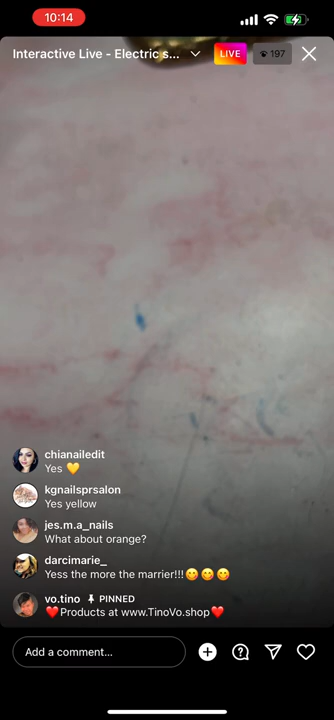 10:14
Interactive Live - Electric s...
LIVE
197
chianailedit
Yes 💛
kgnailsprsalon
Yes yellow
jes.m.a_nails
What about orange?
darcimarie_
Yess the more the marrier!!!😋😋😋
vo.tino PINNED
❤️Products at www.TinoVo.shop❤️
Add a comment...